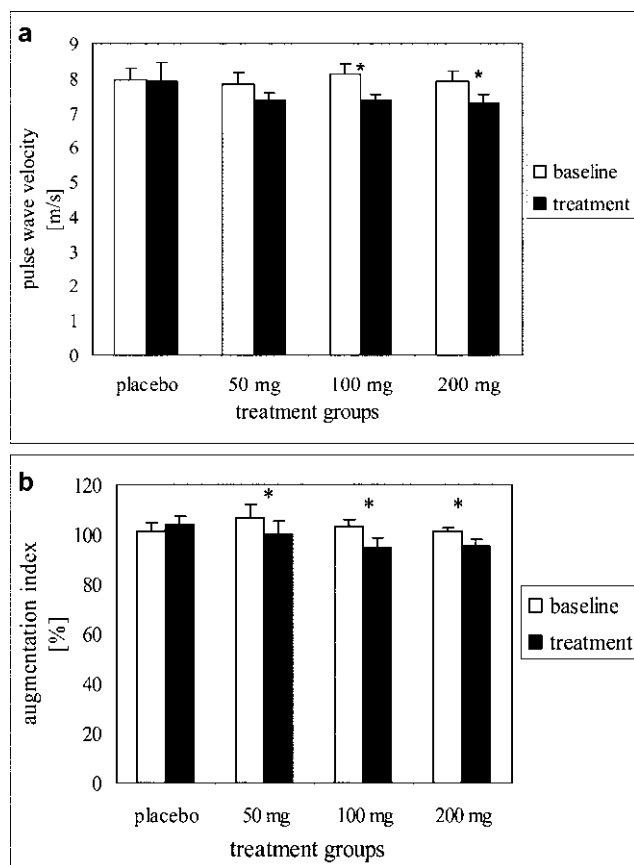 a
9
8
7
6
5
4
3
2
1
0
pulse wave velocity
[m/s]
* *
placebo 50 mg 100 mg 200 mg
treatment groups
baseline
treatment
b
120
100
80
60
40
20
0
augmentation index
[%]
* * *
placebo 50 mg 100 mg 200 mg
treatment groups
baseline
treatment